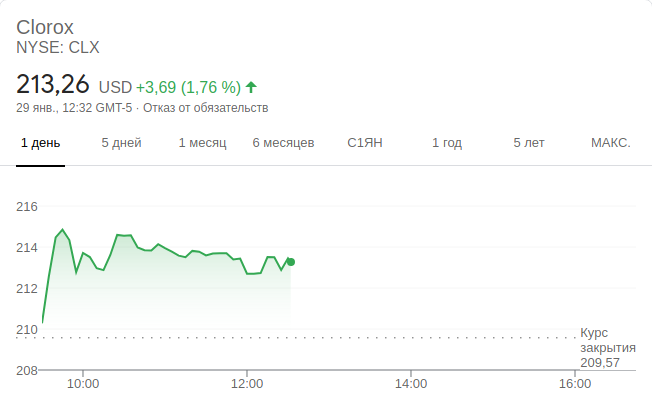 Clorox
NYSE: CLX
213,26 USD +3,69 (1,76 %)
29 янв., 12:32 GMT-5 · Отказ от обязательств
1 день 5 дней 1 месяц 6 месяцев С1ЯН 1 год 5 лет МАКС.
216
214
212
210
Курс
закрытия
209,57
208
10:00 12:00 14:00 16:00